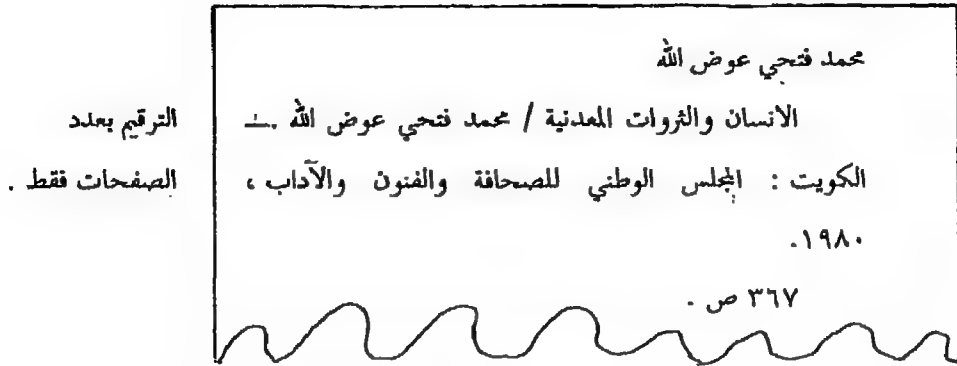 محمد فتحي عوض الله
الانسان والثروات المعدنية / محمد فتحي عوض الله .ـ
الكويت : المجلس الوطني للصحافة والفنون والآداب ،
١٩٨٠.
٣٦٧ ص .
الترقيم بعدد
الصفحات فقط .